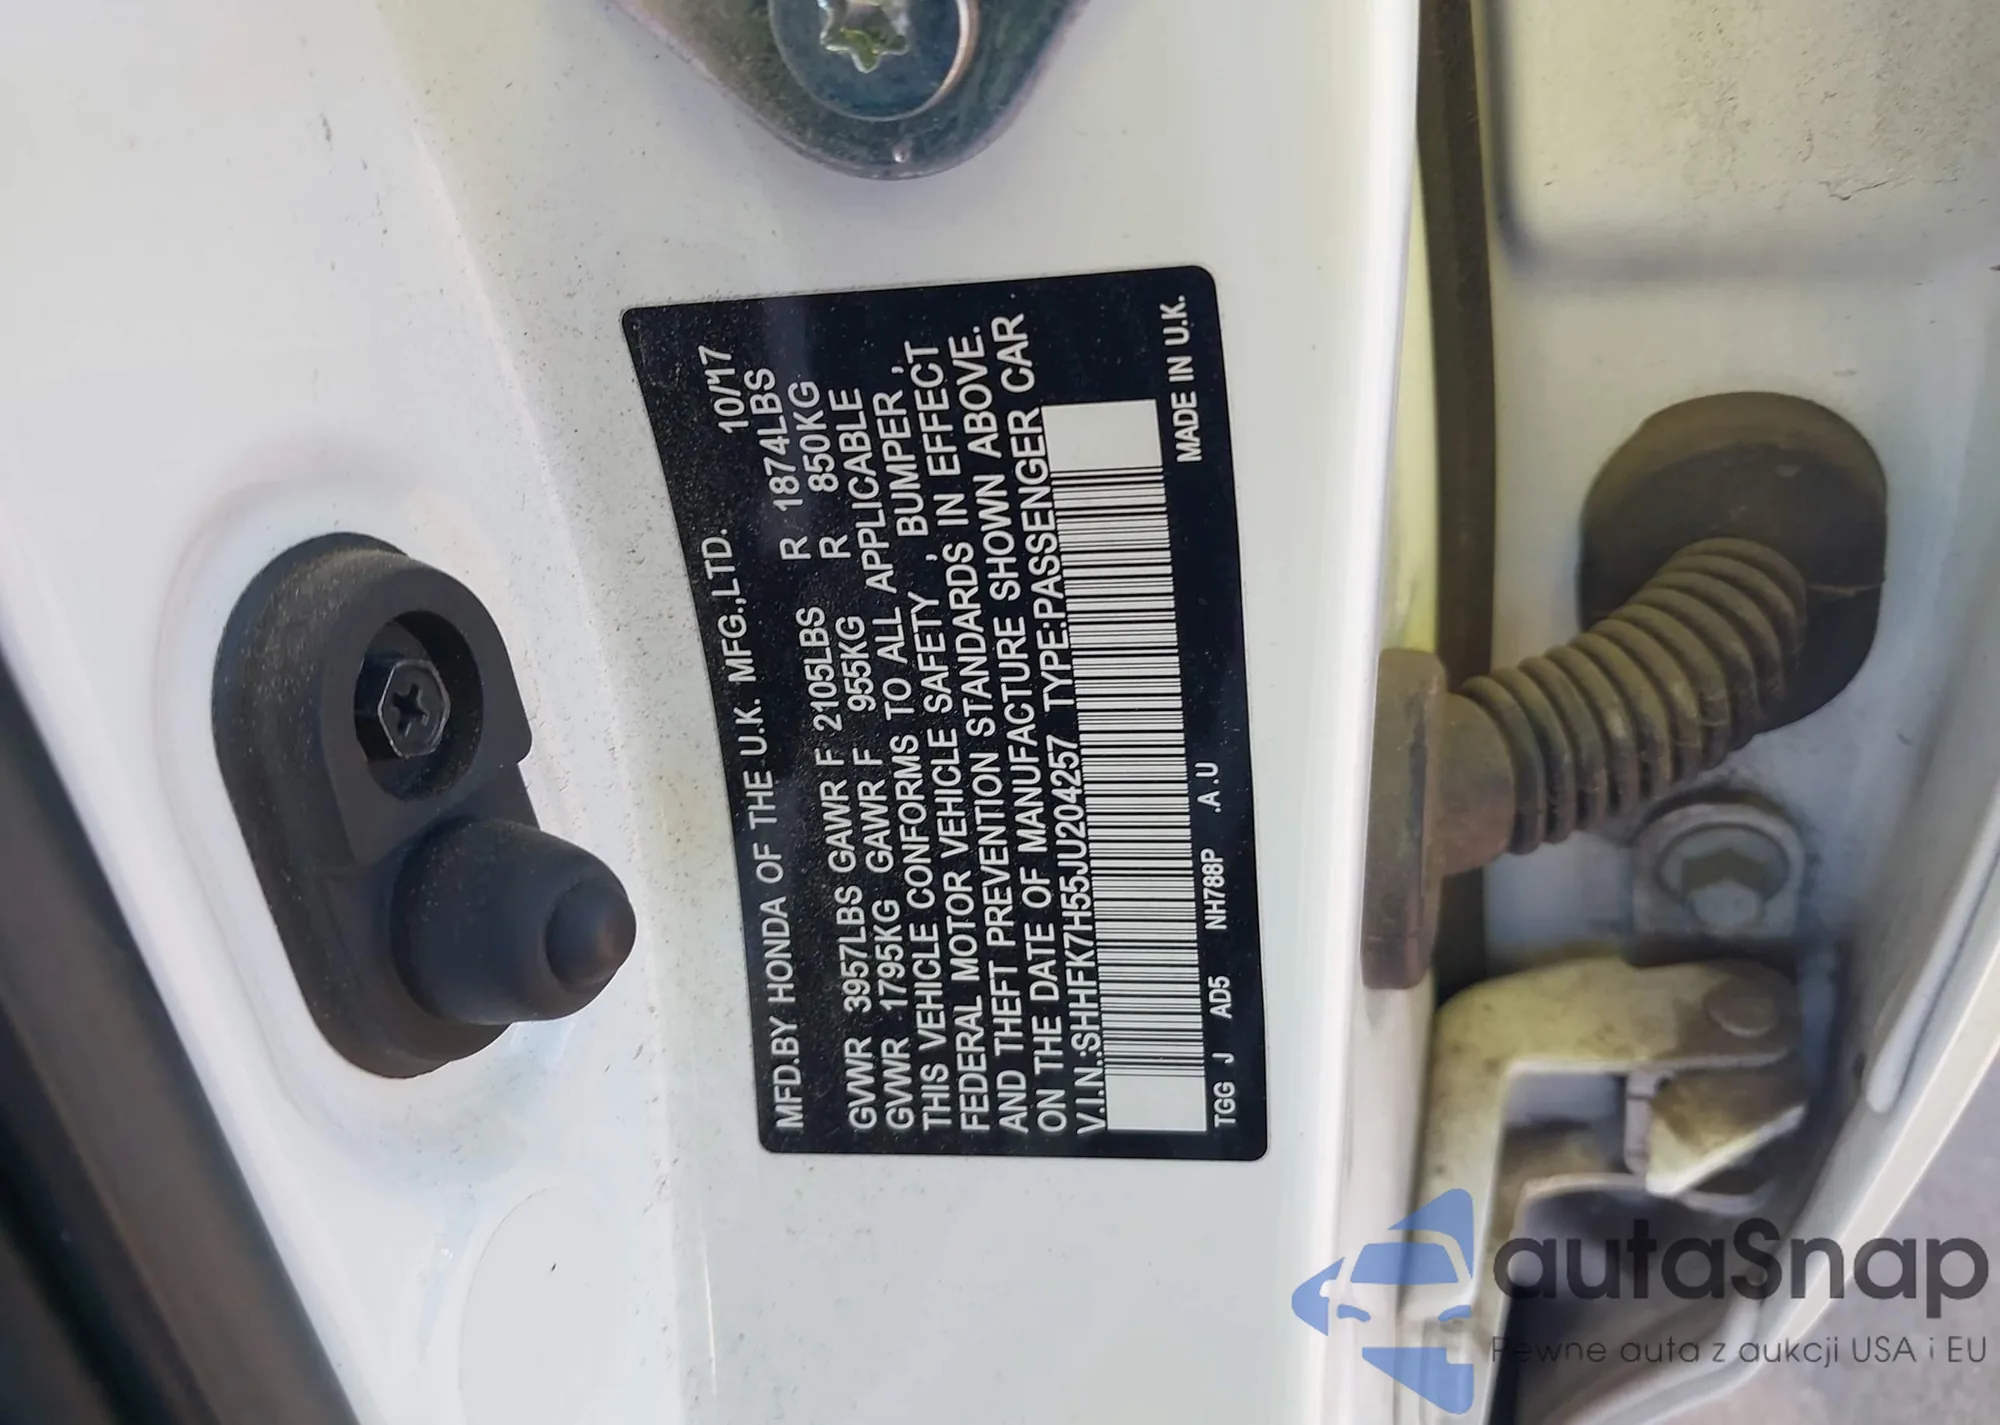 MFD.BY HONDA OF THE U.K. MFG.,LTD. 10/17
GVWR 3957LBS GAWR F 2105LBS R 1874LBS
GVWR 1795KG GAWR F 955KG R 850KG
THIS VEHICLE CONFORMS TO ALL APPLICABLE
FEDERAL MOTOR VEHICLE SAFETY , BUMPER ,
AND THEFT PREVENTION STANDARDS IN EFFECT
ON THE DATE OF MANUFACTURE SHOWN ABOVE.
V.I.N.:SHHFK7H55JU204257 TYPE:PASSENGER CAR
TGG J AD5 NH788P .A.U MADE IN U.K.
autaSnap
Pewne auta z aukcji USA i EU